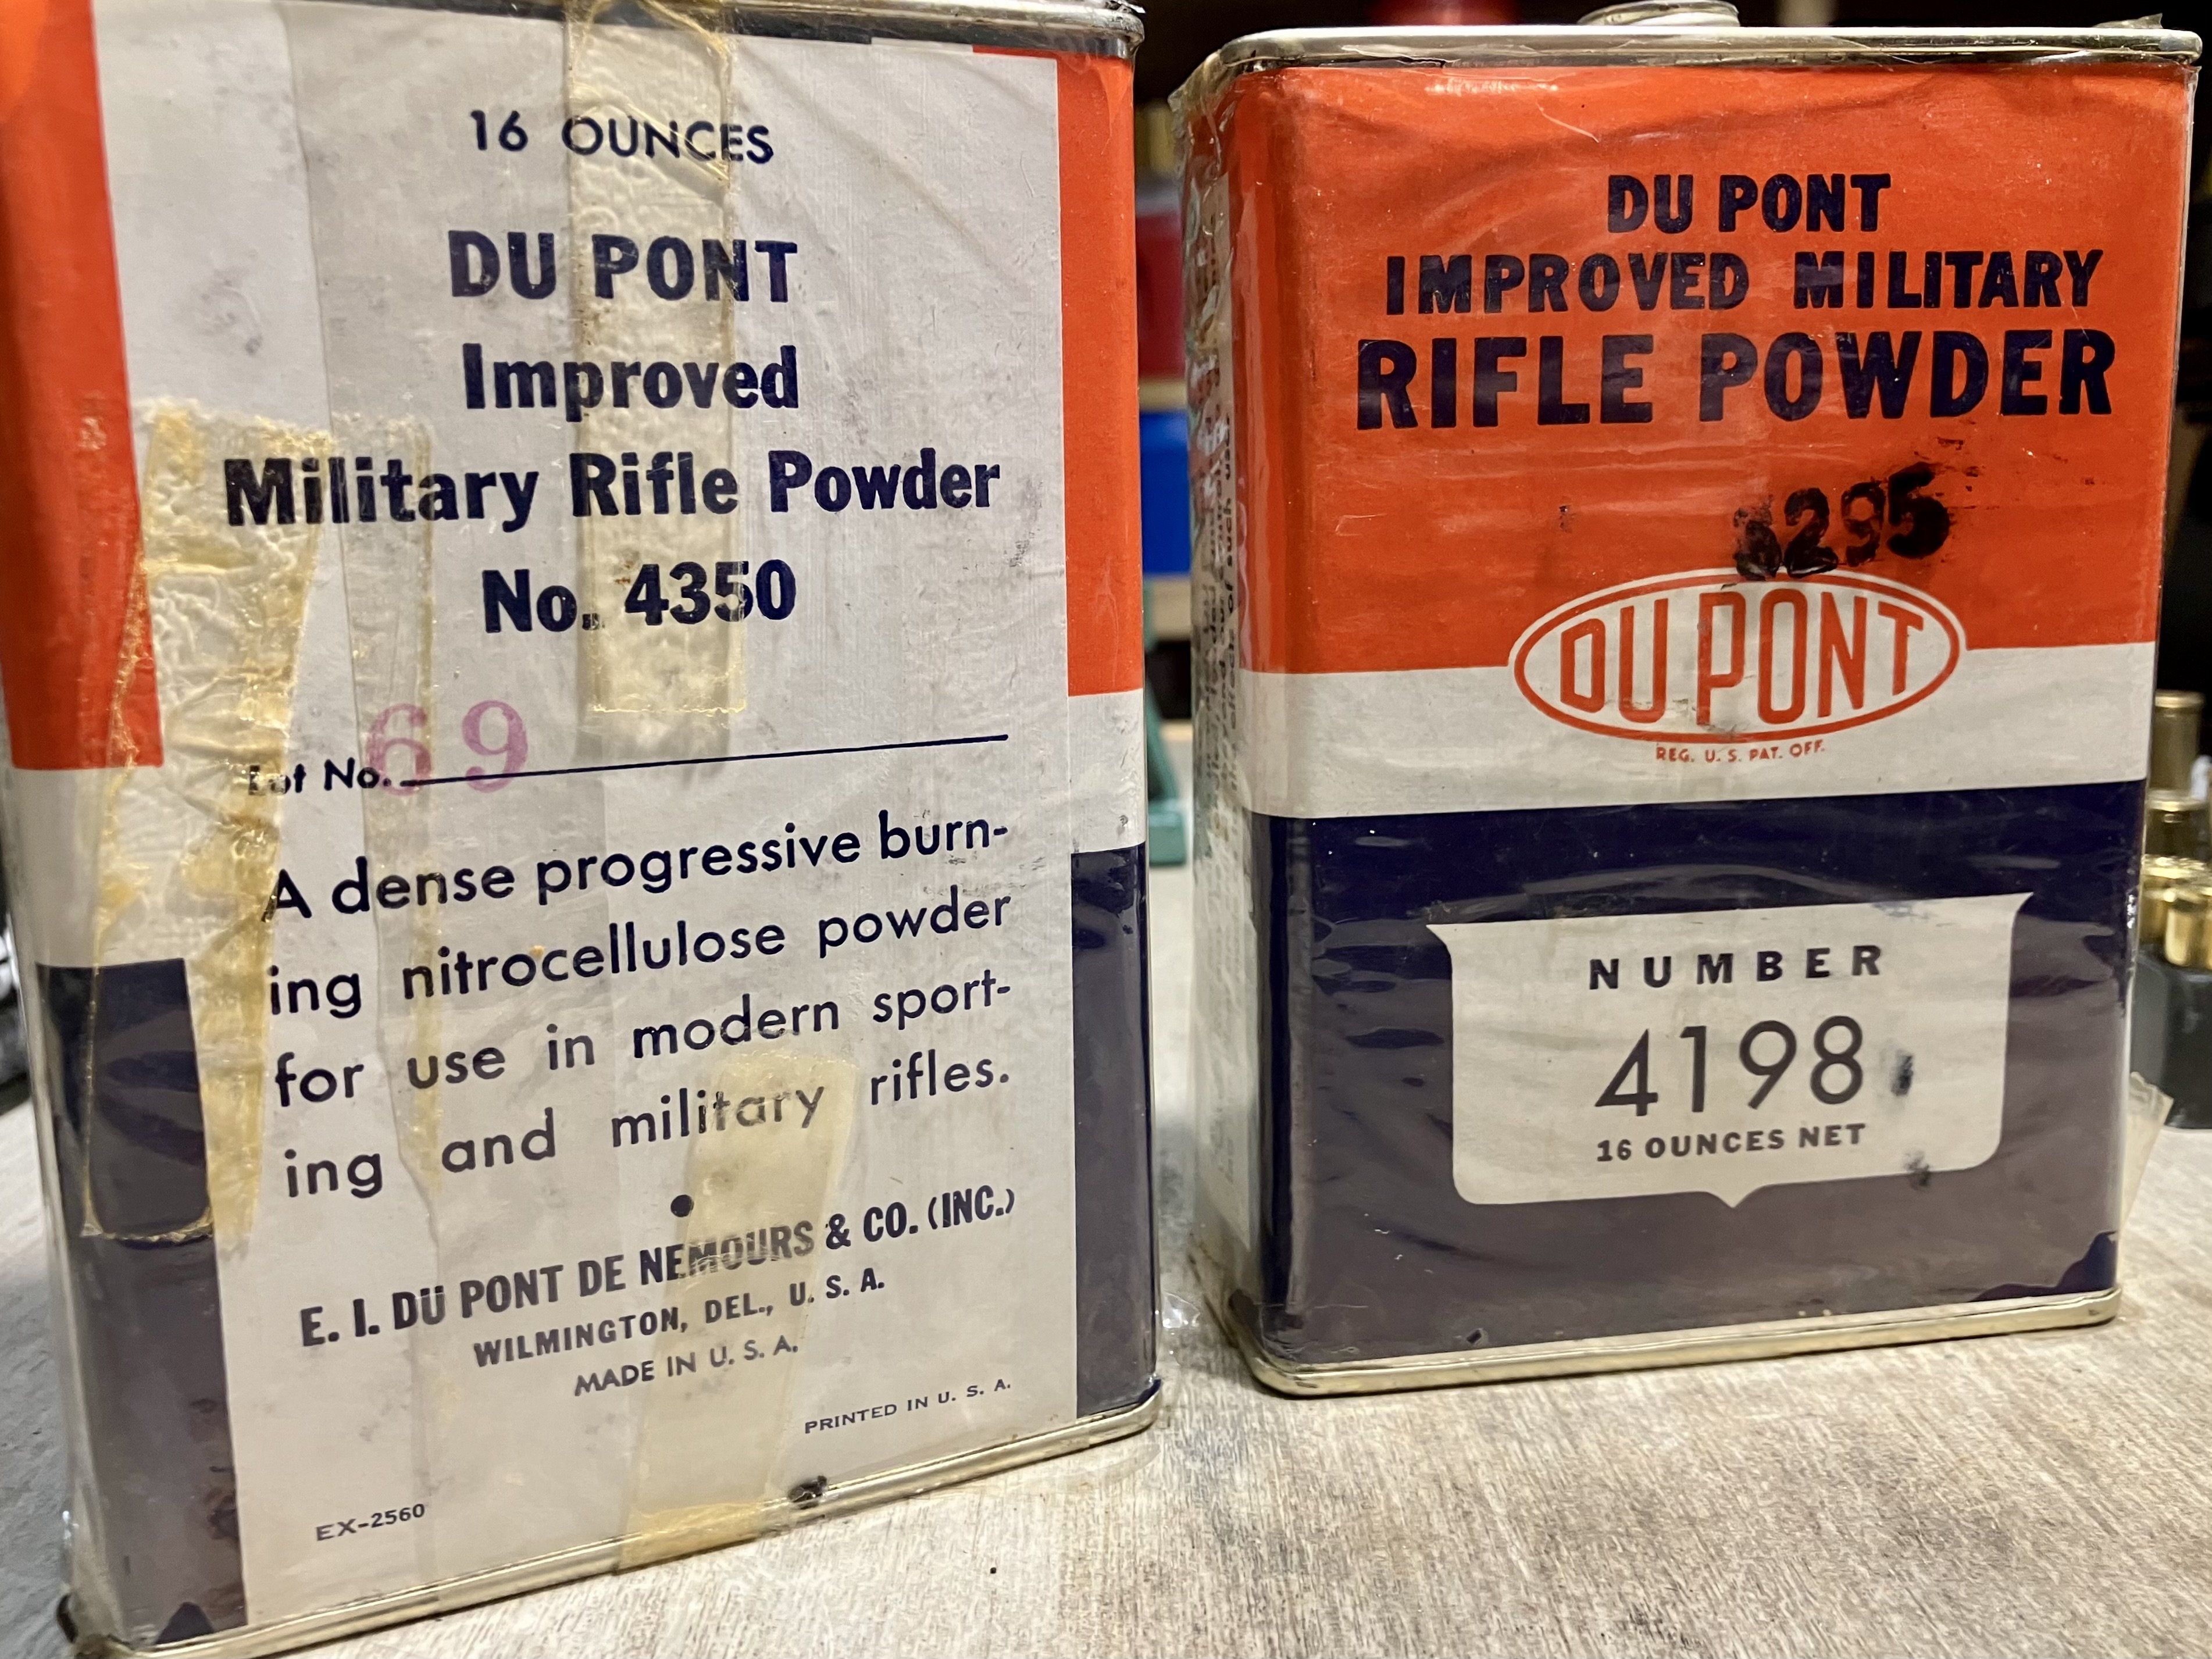 16 OUNCES
DU PONT
Improved
Military Rifle Powder
No. 4350
69
Lot No.
A dense progressive burn-
ing nitrocellulose powder
for use in modern sport-
ing and military rifles.
E. I. DU PONT DE NEMOURS & CO. (INC.)
WILMINGTON, DEL., U. S. A.
MADE IN U. S. A.
PRINTED IN U. S. A.
EX-2560
DU PONT
IMPROVED MILITARY
RIFLE POWDER
295
DU PONT
REG. U. S. PAT. OFF.
NUMBER
4198
16 OUNCES NET